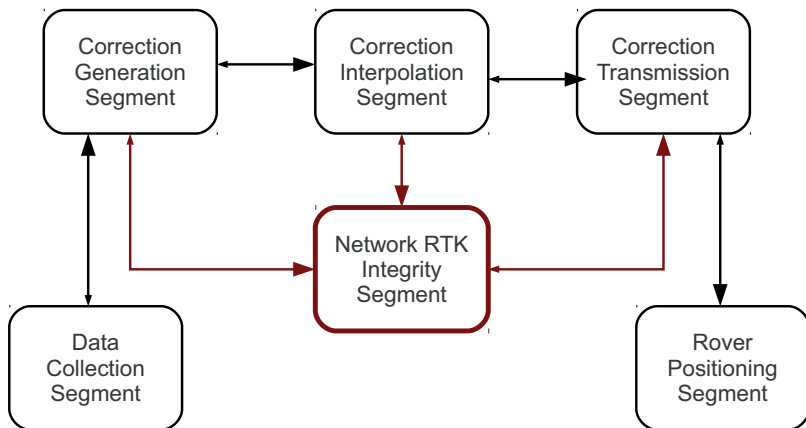 Correction
Generation
Segment
Correction
Interpolation
Segment
Correction
Transmission
Segment
Network RTK
Integrity
Segment
Data
Collection
Segment
Rover
Positioning
Segment